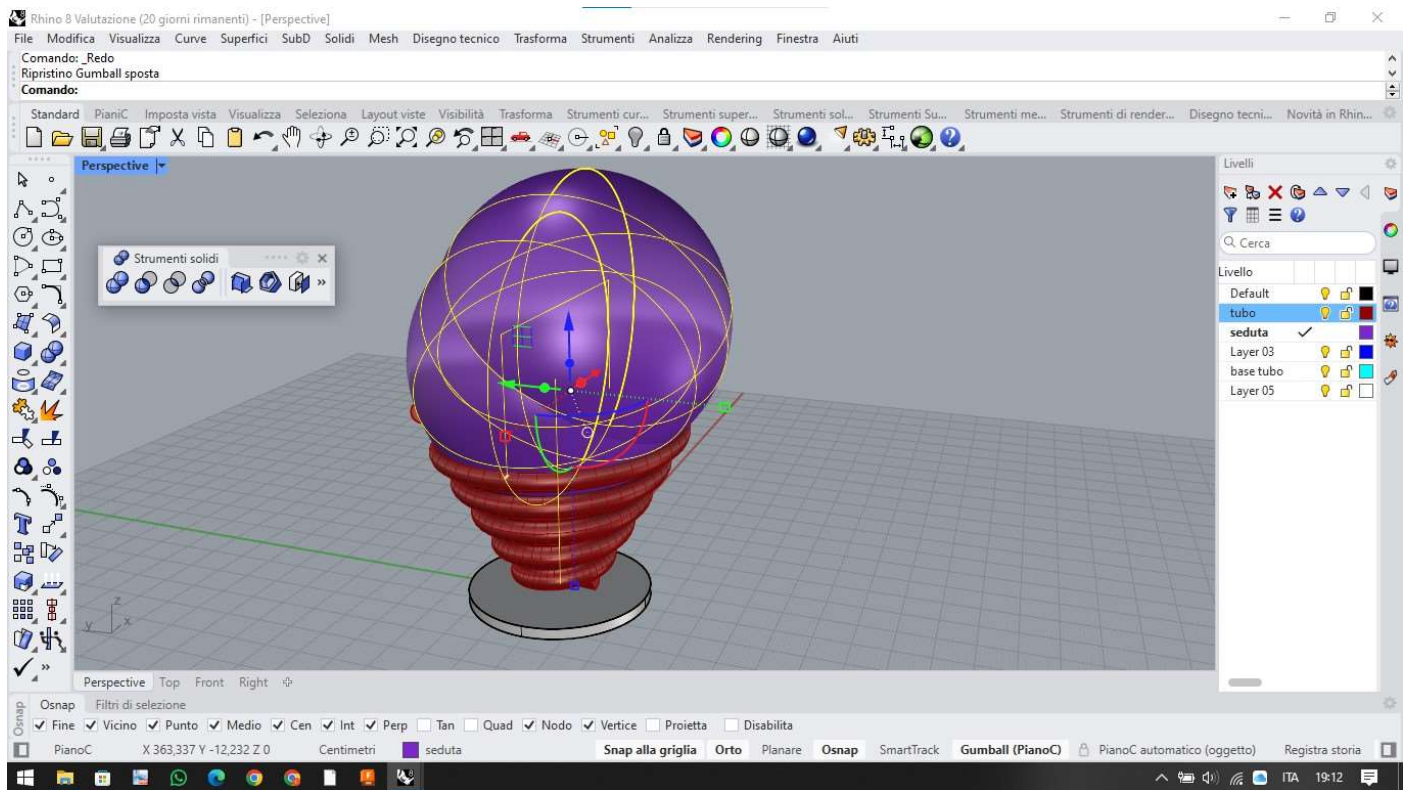 Rhino 8 Valutazione (20 giorni rimanenti) - [Perspective]
File Modifica Visualizza Curve Superfici SubD Solidi Mesh Disegno tecnico Trasforma Strumenti Analizza Rendering Finestra Aiuti
Comando: _Redo
Ripristino Gumball sposta
Comando:
Standard PianiC Imposta vista Visualizza Seleziona Layout viste Visibilità Trasforma Strumenti cur... Strumenti super... Strumenti sol... Strumenti Su... Strumenti me... Strumenti di render... Disegno tecni... Novità in Rhin...
Perspective
Livelli
Strumenti solidi
Cerca
Livello
Default
tubo
seduta
Layer 03
base tubo
Layer 05
z
y x
Perspective Top Front Right
Osnap Filtri di selezione
Osnap
Fine Vicino Punto Medio Cen Int Perp Tan Quad Nodo Vertice Proietta Disabilita
PianoC X 363,337 Y -12,232 Z 0 Centimetri seduta Snap alla griglia Orto Planare Osnap SmartTrack Gumball (PianoC) PianoC automatico (oggetto) Registra storia
ITA 19:12